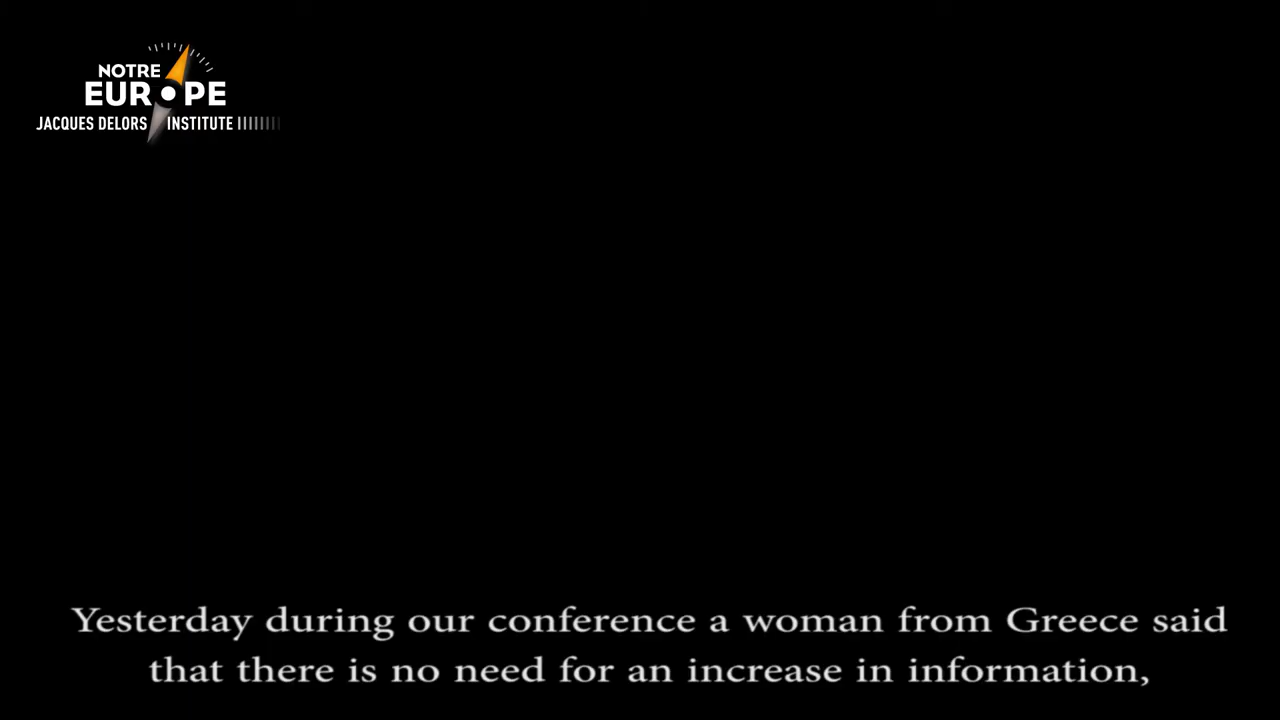 NOTRE
EUROPE
JACQUES DELORS INSTITUTE
Yesterday during our conference a woman from Greece said
that there is no need for an increase in information,